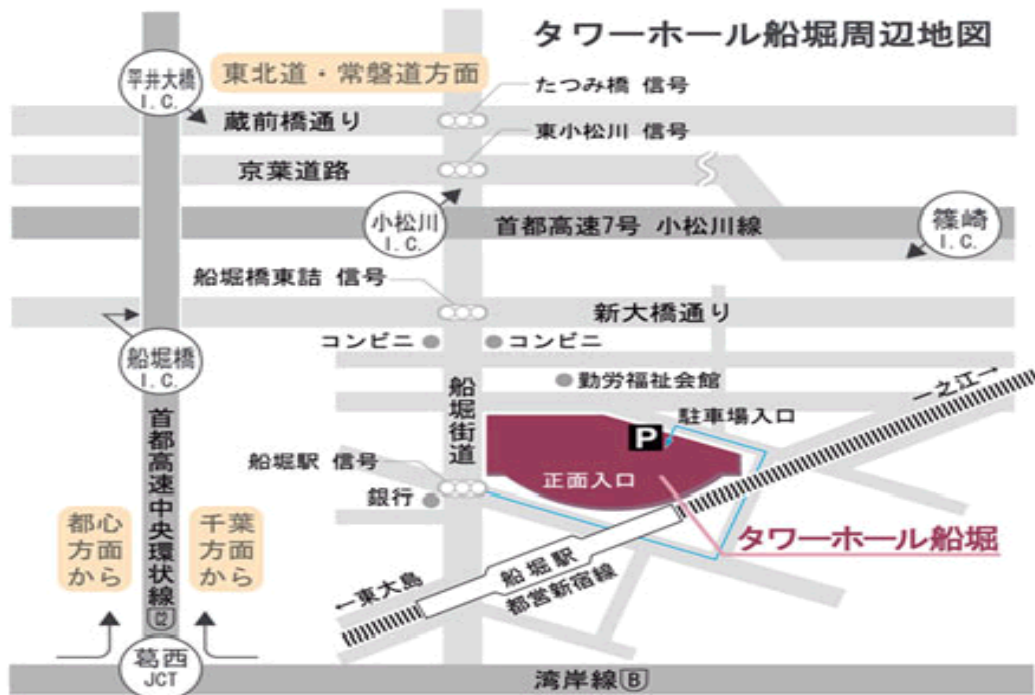 タワーホール船堀周辺地図
平井大橋
I.C.
東北道・常磐道方面
たつみ橋 信号
蔵前橋通り
東小松川 信号
京葉道路
小松川
I.C.
首都高速7号 小松川線
篠崎
I.C.
船堀橋東詰 信号
新大橋通り
コンビニ
コンビニ
船堀橋
I.C.
勤労福祉会館
一之江→
船堀街道
駐車場入口
P
首都高速中央環状線
C2
船堀駅 信号
正面入口
銀行
都心
方面
から
千葉
方面
から
タワーホール船堀
船堀駅
←東大島
都営新宿線
葛西
JCT
湾岸線 B